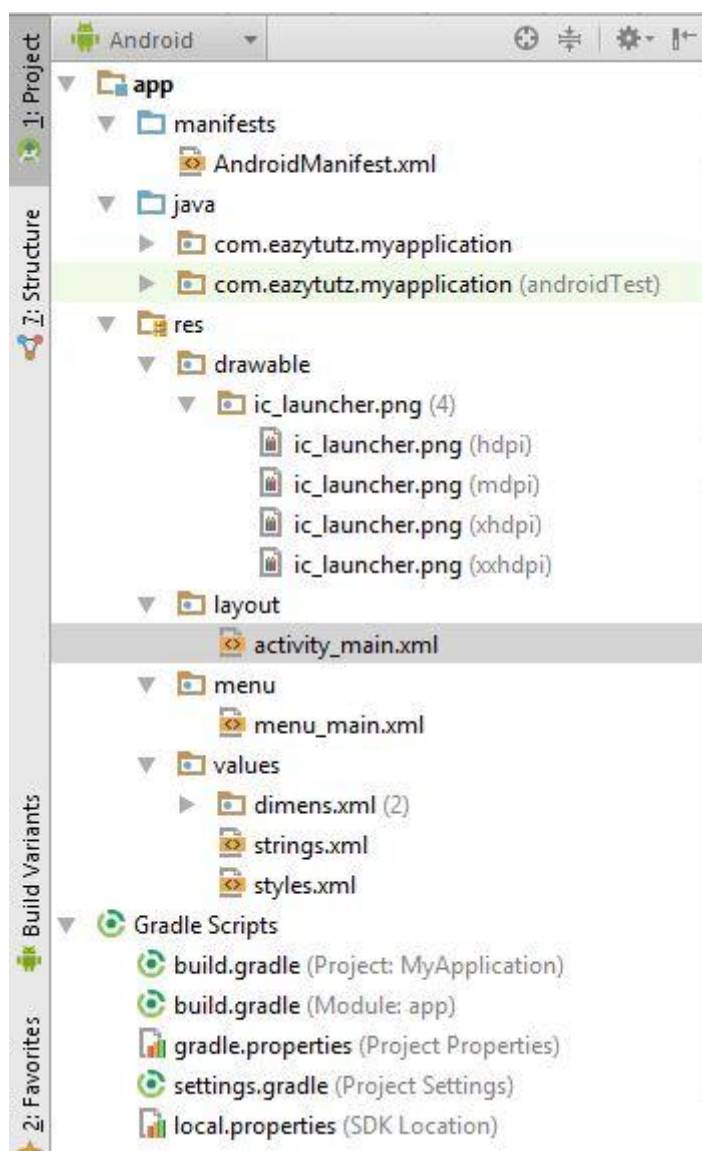 Android
1: Project
7: Structure
Build Variants
2: Favorites
app
manifests
AndroidManifest.xml
java
com.eazytutz.myapplication
com.eazytutz.myapplication (androidTest)
res
drawable
ic_launcher.png (4)
ic_launcher.png (hdpi)
ic_launcher.png (mdpi)
ic_launcher.png (xhdpi)
ic_launcher.png (xxhdpi)
layout
activity_main.xml
menu
menu_main.xml
values
dimens.xml (2)
strings.xml
styles.xml
Gradle Scripts
build.gradle (Project: MyApplication)
build.gradle (Module: app)
gradle.properties (Project Properties)
settings.gradle (Project Settings)
local.properties (SDK Location)